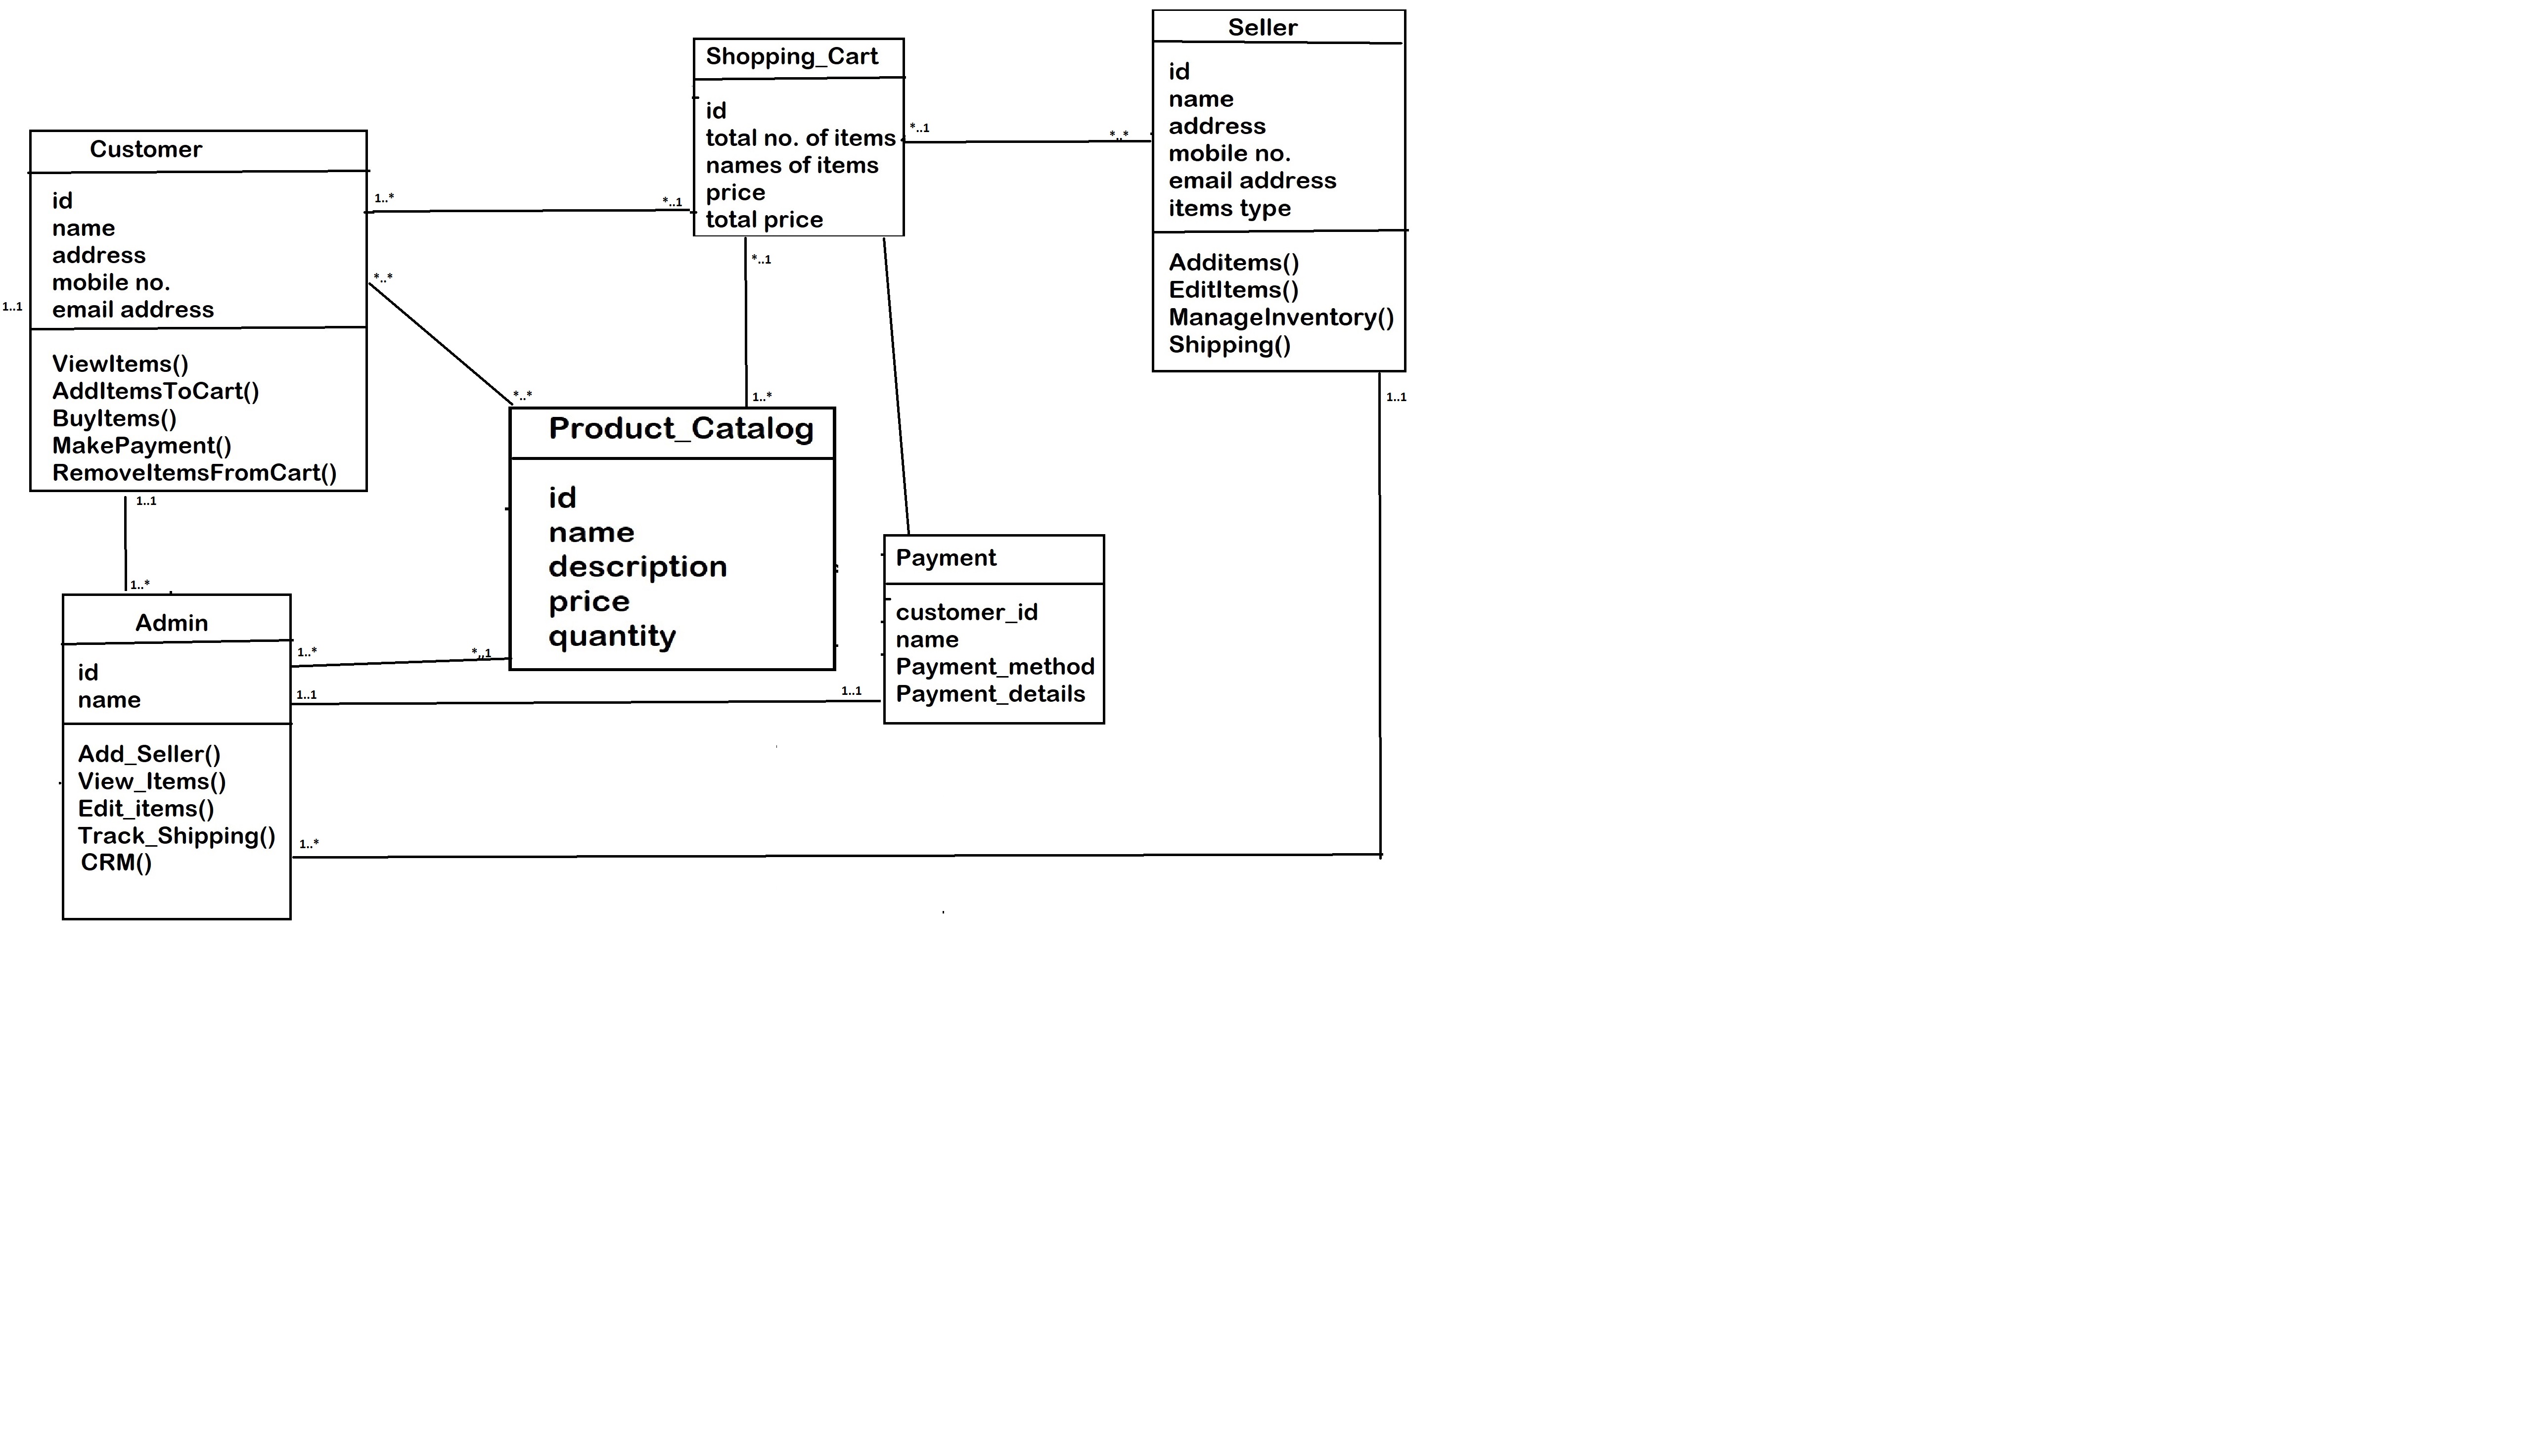 Seller
id
name
address
mobile no.
email address
items type
Additems()
EditItems()
ManageInventory()
Shipping()
1..1
Shopping_Cart
id
total no. of items
names of items
price
total price
*..1
*..*
Customer
id
name
address
mobile no.
email address
ViewItems()
AddItemsToCart()
BuyItems()
MakePayment()
RemoveItemsFromCart()
1..*
*..1
*..*
*..*
1..1
*..1
1..*
Product_Catalog
id
name
description
price
quantity
1..1
1..*
Payment
customer_id
name
Payment_method
Payment_details
Admin
id
name
Add_Seller()
View_Items()
Edit_items()
Track_Shipping()
CRM()
1..*
*..1
1..1
1..1
1..*